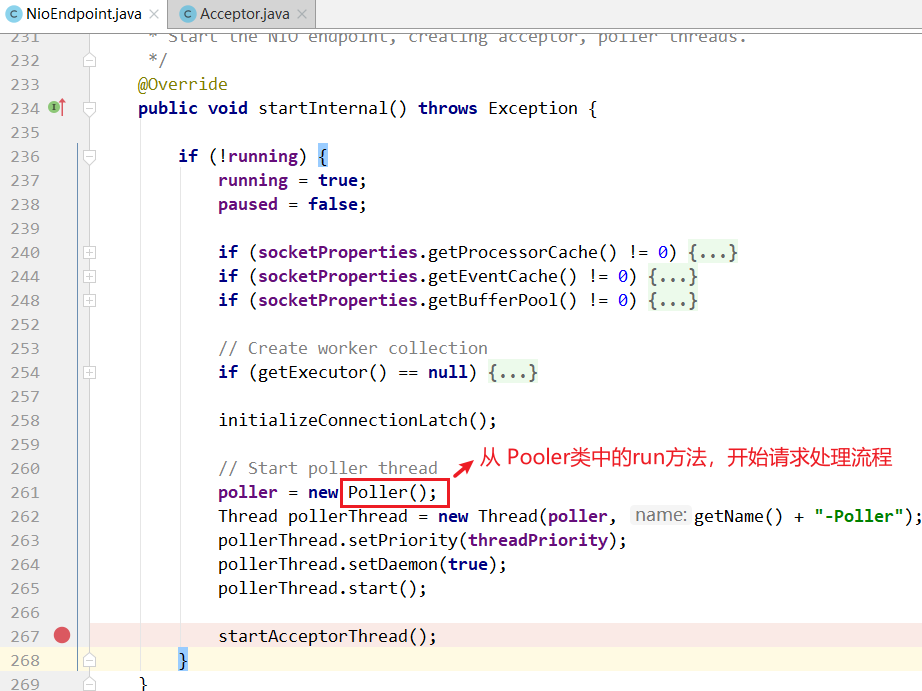 NioEndpoint.java Acceptor.java
231 * Start the NIO endpoint, creating acceptor, poller threads.
232 */
233 @Override
234 public void startInternal() throws Exception {
235
236 if (!running) {
237 running = true;
238 paused = false;
239
240 if (socketProperties.getProcessorCache() != 0) {...}
244 if (socketProperties.getEventCache() != 0) {...}
248 if (socketProperties.getBufferPool() != 0) {...}
252
253 // Create worker collection
254 if (getExecutor() == null) {...}
257
258 initializeConnectionLatch();
259
从 Pooler类中的run方法，开始请求处理流程
260 // Start poller thread
261 poller = new Poller();
262 Thread pollerThread = new Thread(poller, name: getName() + "-Poller");
263 pollerThread.setPriority(threadPriority);
264 pollerThread.setDaemon(true);
265 pollerThread.start();
266
267 startAcceptorThread();
268 }
269 }